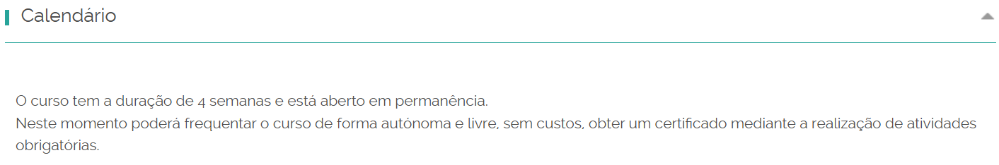 Calendário
O curso tem a duração de 4 semanas e está aberto em permanência.
Neste momento poderá frequentar o curso de forma autónoma e livre, sem custos, obter um certificado mediante a realização de atividades
obrigatórias.